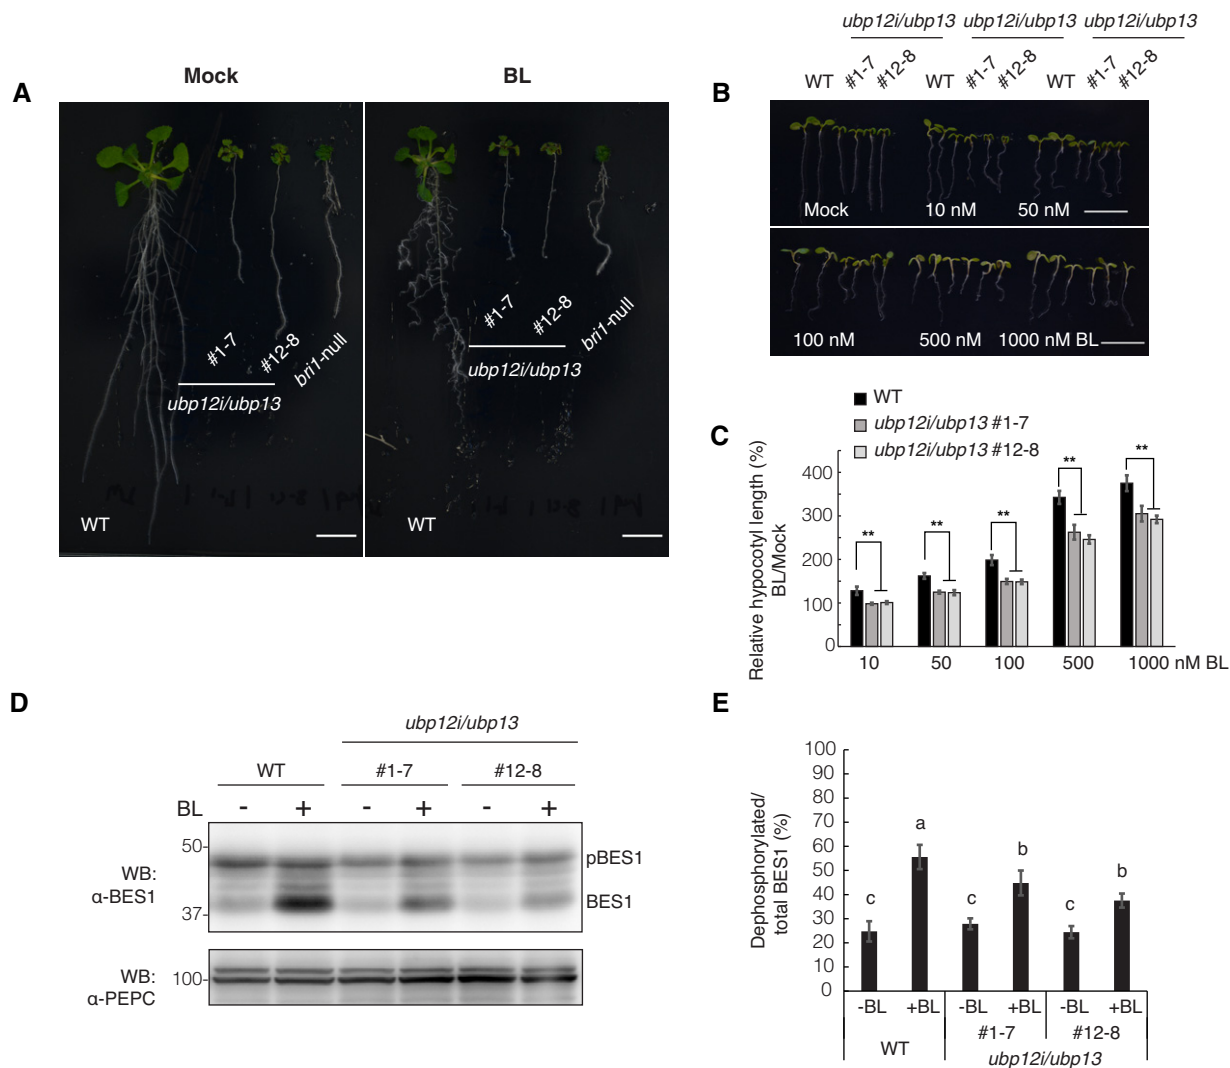 A
Mock
BL
#1-7
#12-8
bri1-null
ubp12i/ubp13
WT
#1-7
#12-8
bri1-null
ubp12i/ubp13
WT
B
ubp12i/ubp13 ubp12i/ubp13 ubp12i/ubp13
WT #1-7 #12-8 WT #1-7 #12-8 WT #1-7 #12-8
Mock 10 nM 50 nM
100 nM 500 nM 1000 nM BL
C
WT
ubp12i/ubp13 #1-7
ubp12i/ubp13 #12-8
Relative hypocotyl length (%)
BL/Mock
400
300
200
100
0
** ** ** ** **
10 50 100 500 1000 nM BL
D
ubp12i/ubp13
WT #1-7 #12-8
BL - + - + - +
50-
37-
WB:
α-BES1
pBES1
BES1
WB:
α-PEPC
100-
E
Dephosphorylated/
total BES1 (%)
100
90
80
70
60
50
40
30
20
10
0
c a c b c b
-BL +BL -BL +BL -BL +BL
WT #1-7 #12-8
ubp12i/ubp13